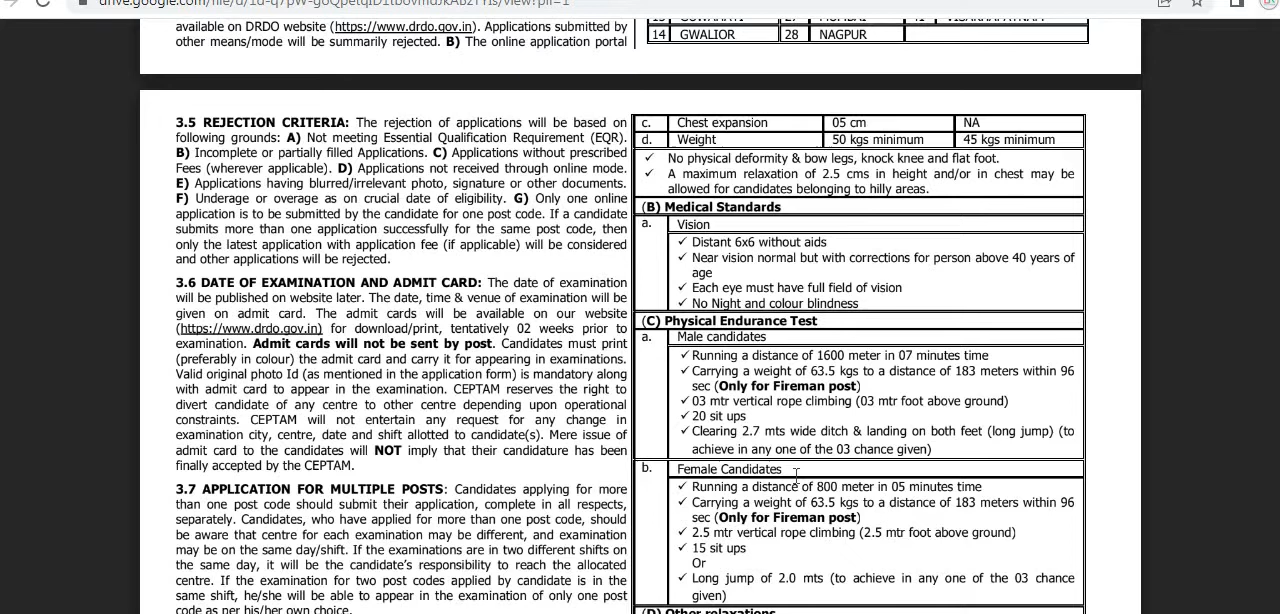 available on DRDO website (https://www.drdo.gov.in). Applications submitted by
other means/mode will be summarily rejected. B) The online application portal
14 GWALIOR 28 NAGPUR
3.5 REJECTION CRITERIA: The rejection of applications will be based on
following grounds: A) Not meeting Essential Qualification Requirement (EQR).
B) Incomplete or partially filled Applications. C) Applications without prescribed
Fees (wherever applicable). D) Applications not received through online mode.
E) Applications having blurred/irrelevant photo, signature or other documents.
F) Underage or overage as on crucial date of eligibility. G) Only one online
application is to be submitted by the candidate for one post code. If a candidate
submits more than one application successfully for the same post code, then
only the latest application with application fee (if applicable) will be considered
and other applications will be rejected.
3.6 DATE OF EXAMINATION AND ADMIT CARD: The date of examination
will be published on website later. The date, time & venue of examination will be
given on admit card. The admit cards will be available on our website
(https://www.drdo.gov.in) for download/print, tentatively 02 weeks prior to
examination. Admit cards will not be sent by post. Candidates must print
(preferably in colour) the admit card and carry it for appearing in examinations.
Valid original photo Id (as mentioned in the application form) is mandatory along
with admit card to appear in the examination. CEPTAM reserves the right to
divert candidate of any centre to other centre depending upon operational
constraints. CEPTAM will not entertain any request for any change in
examination city, centre, date and shift allotted to candidate(s). Mere issue of
admit card to the candidates will NOT imply that their candidature has been
finally accepted by the CEPTAM.
3.7 APPLICATION FOR MULTIPLE POSTS: Candidates applying for more
than one post code should submit their application, complete in all respects,
separately. Candidates, who have applied for more than one post code, should
be aware that centre for each examination may be different, and examination
may be on the same day/shift. If the examinations are in two different shifts on
the same day, it will be the candidate's responsibility to reach the allocated
centre. If the examination for two post codes applied by candidate is in the
same shift, he/she will be able to appear in the examination of only one post
code as per his/her own choice.
c. Chest expansion 05 cm NA
d. Weight 50 kgs minimum 45 kgs minimum
✓ No physical deformity & bow legs, knock knee and flat foot.
✓ A maximum relaxation of 2.5 cms in height and/or in chest may be
allowed for candidates belonging to hilly areas.
(B) Medical Standards
a. Vision
✓ Distant 6x6 without aids
✓ Near vision normal but with corrections for person above 40 years of
age
✓ Each eye must have full field of vision
✓ No Night and colour blindness
(C) Physical Endurance Test
a. Male candidates
✓ Running a distance of 1600 meter in 07 minutes time
✓ Carrying a weight of 63.5 kgs to a distance of 183 meters within 96
sec (Only for Fireman post)
✓ 03 mtr vertical rope climbing (03 mtr foot above ground)
✓ 20 sit ups
✓ Clearing 2.7 mts wide ditch & landing on both feet (long jump) (to
achieve in any one of the 03 chance given)
b. Female Candidates
✓ Running a distance of 800 meter in 05 minutes time
✓ Carrying a weight of 63.5 kgs to a distance of 183 meters within 96
sec (Only for Fireman post)
✓ 2.5 mtr vertical rope climbing (2.5 mtr foot above ground)
✓ 15 sit ups
Or
✓ Long jump of 2.0 mts (to achieve in any one of the 03 chance
given)
(D) Other relaxations